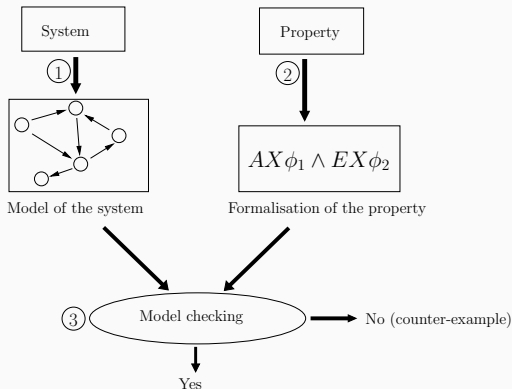 System
Property
1
2
AXϕ₁ ∧ EXϕ₂
Model of the system
Formalisation of the property
3
Model checking
No (counter-example)
Yes